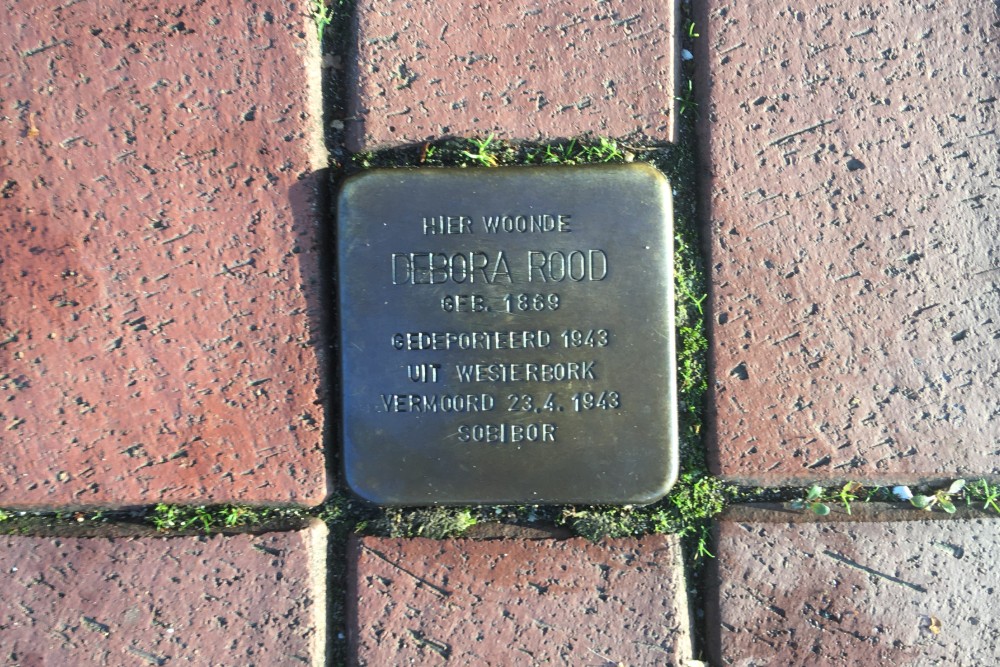 HIER WOONDE
DEBORA ROOD
GEB. 1869
GEDEPORTEERD 1943
UIT WESTERBORK
VERMOORD 23.4.1943
SOBIBOR